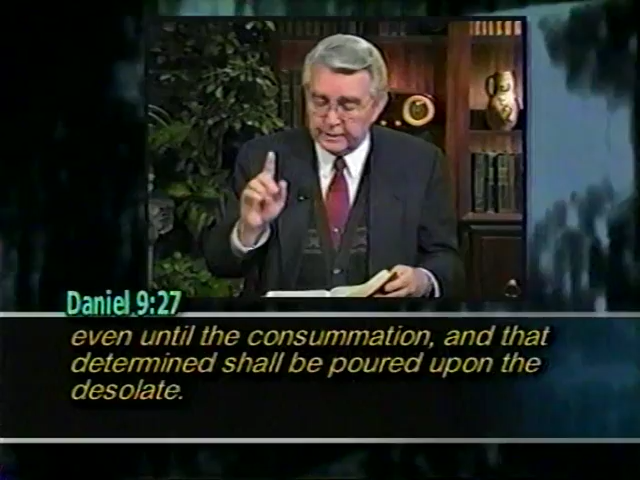 Daniel 9:27
even until the consummation, and that
determined shall be poured upon the
desolate.